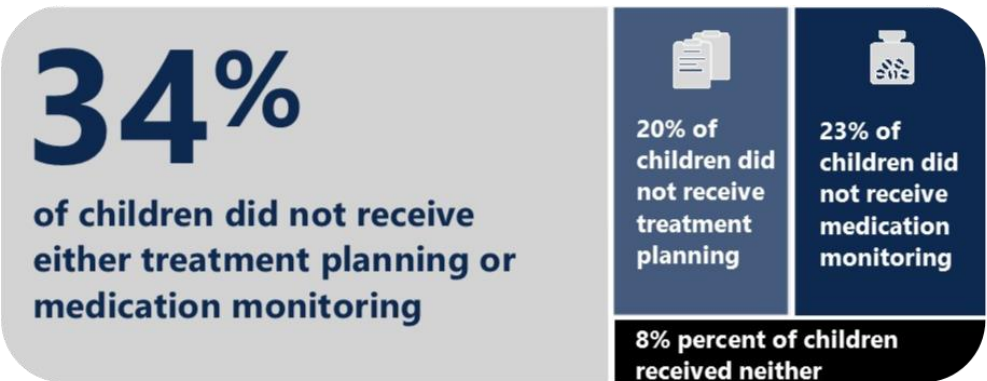 34%
of children did not receive
either treatment planning or
medication monitoring
20% of
children did
not receive
treatment
planning
23% of
children did
not receive
medication
monitoring
8% percent of children
received neither